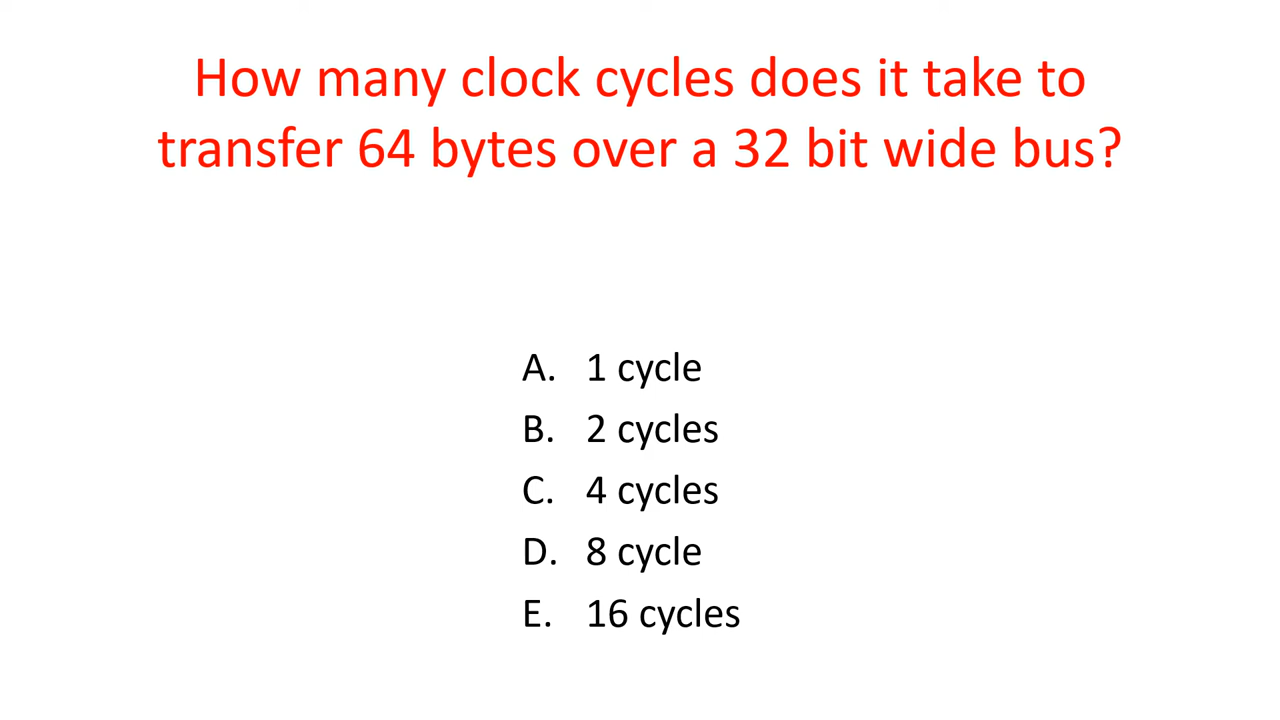 How many clock cycles does it take to
transfer 64 bytes over a 32 bit wide bus?
A. 1 cycle
B. 2 cycles
C. 4 cycles
D. 8 cycle
E. 16 cycles